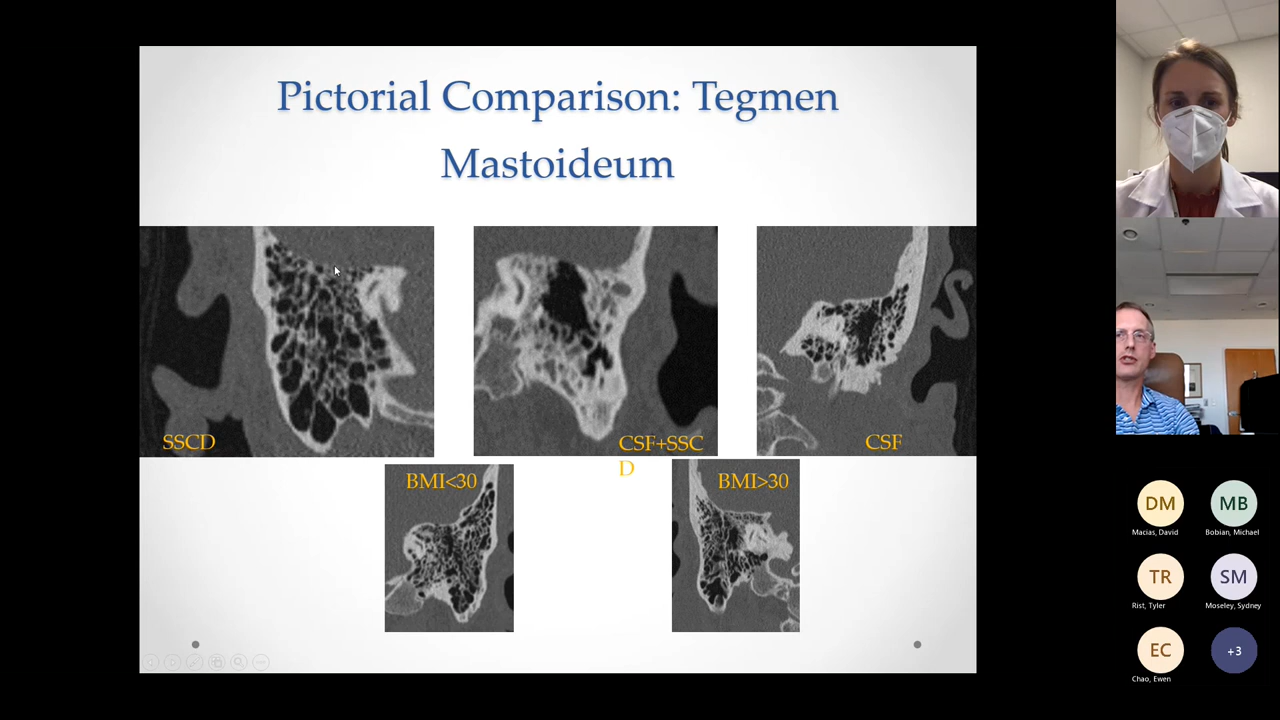 Pictorial Comparison: Tegmen
Mastoideum
SSCD
CSF+SSC
D
CSF
BMI<30
BMI>30
DM
Macias, David
MB
Bobian, Michael
TR
Rist, Tyler
SM
Moseley, Sydney
EC
Chao, Ewen
+3